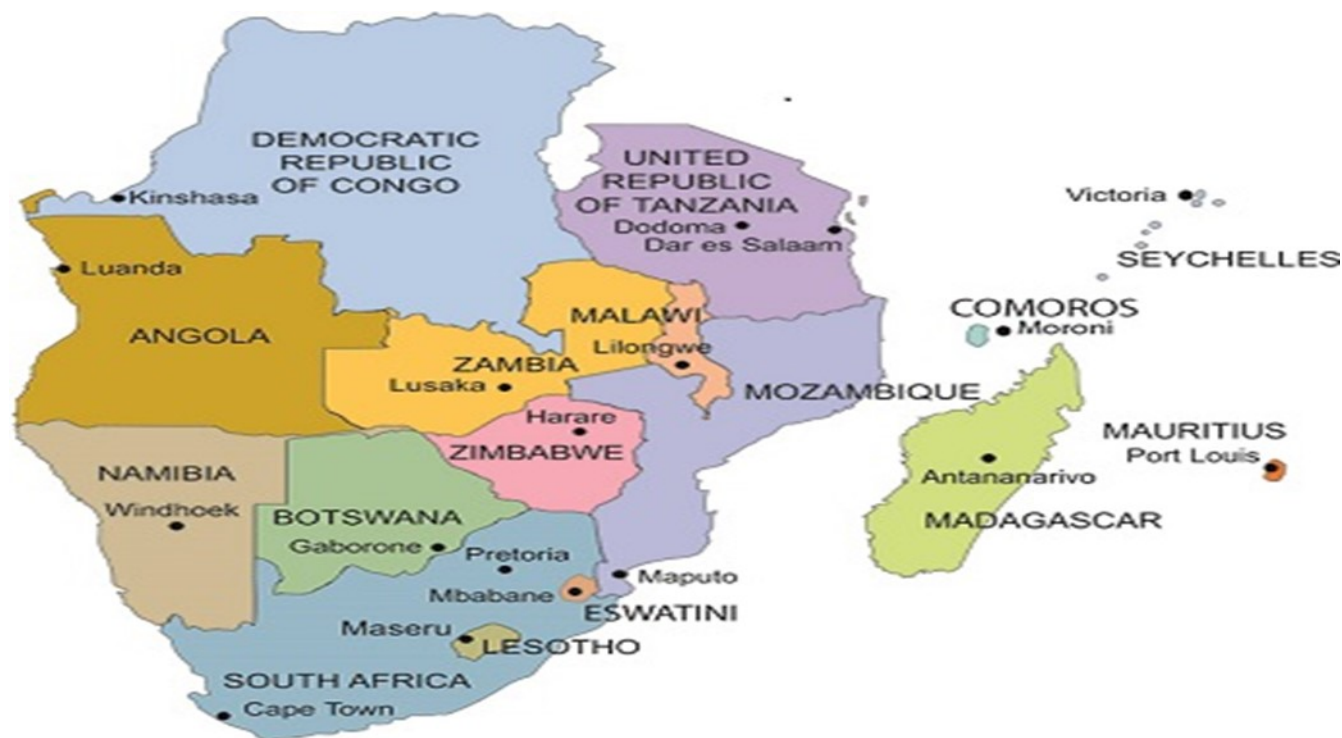 DEMOCRATIC
REPUBLIC
OF CONGO
Kinshasa
UNITED
REPUBLIC
OF TANZANIA
Dodoma
Dar es Salaam
Victoria
SEYCHELLES
Luanda
ANGOLA
MALAWI
Lilongwe
COMOROS
Moroni
ZAMBIA
Lusaka
MOZAMBIQUE
Harare
ZIMBABWE
MAURITIUS
Port Louis
NAMIBIA
Windhoek
Antananarivo
MADAGASCAR
BOTSWANA
Gaborone
Pretoria
Maputo
Mbabane
ESWATINI
Maseru
LESOTHO
SOUTH AFRICA
Cape Town